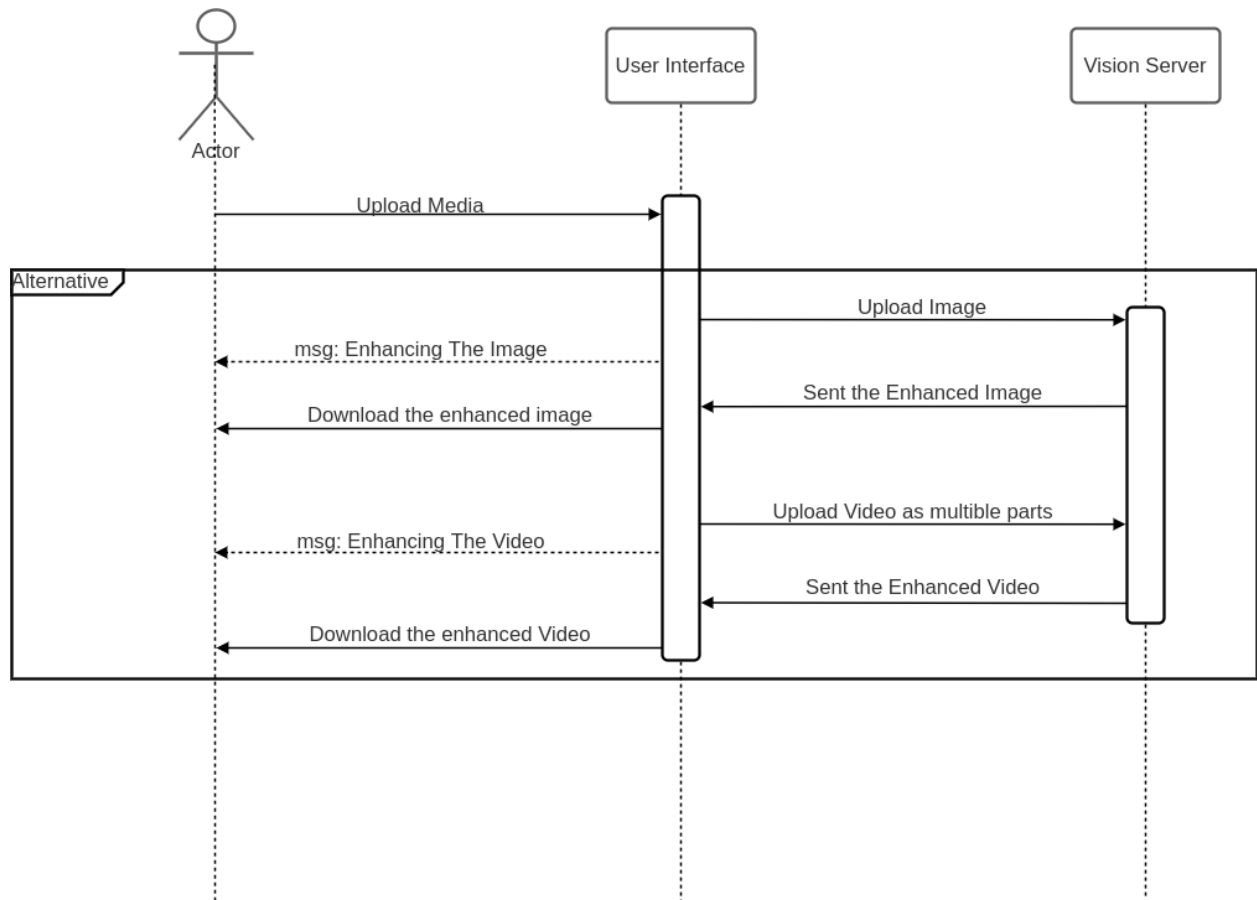 User Interface
Vision Server
Actor
Upload Media
Alternative
Upload Image
msg: Enhancing The Image
Sent the Enhanced Image
Download the enhanced image
Upload Video as multible parts
msg: Enhancing The Video
Sent the Enhanced Video
Download the enhanced Video